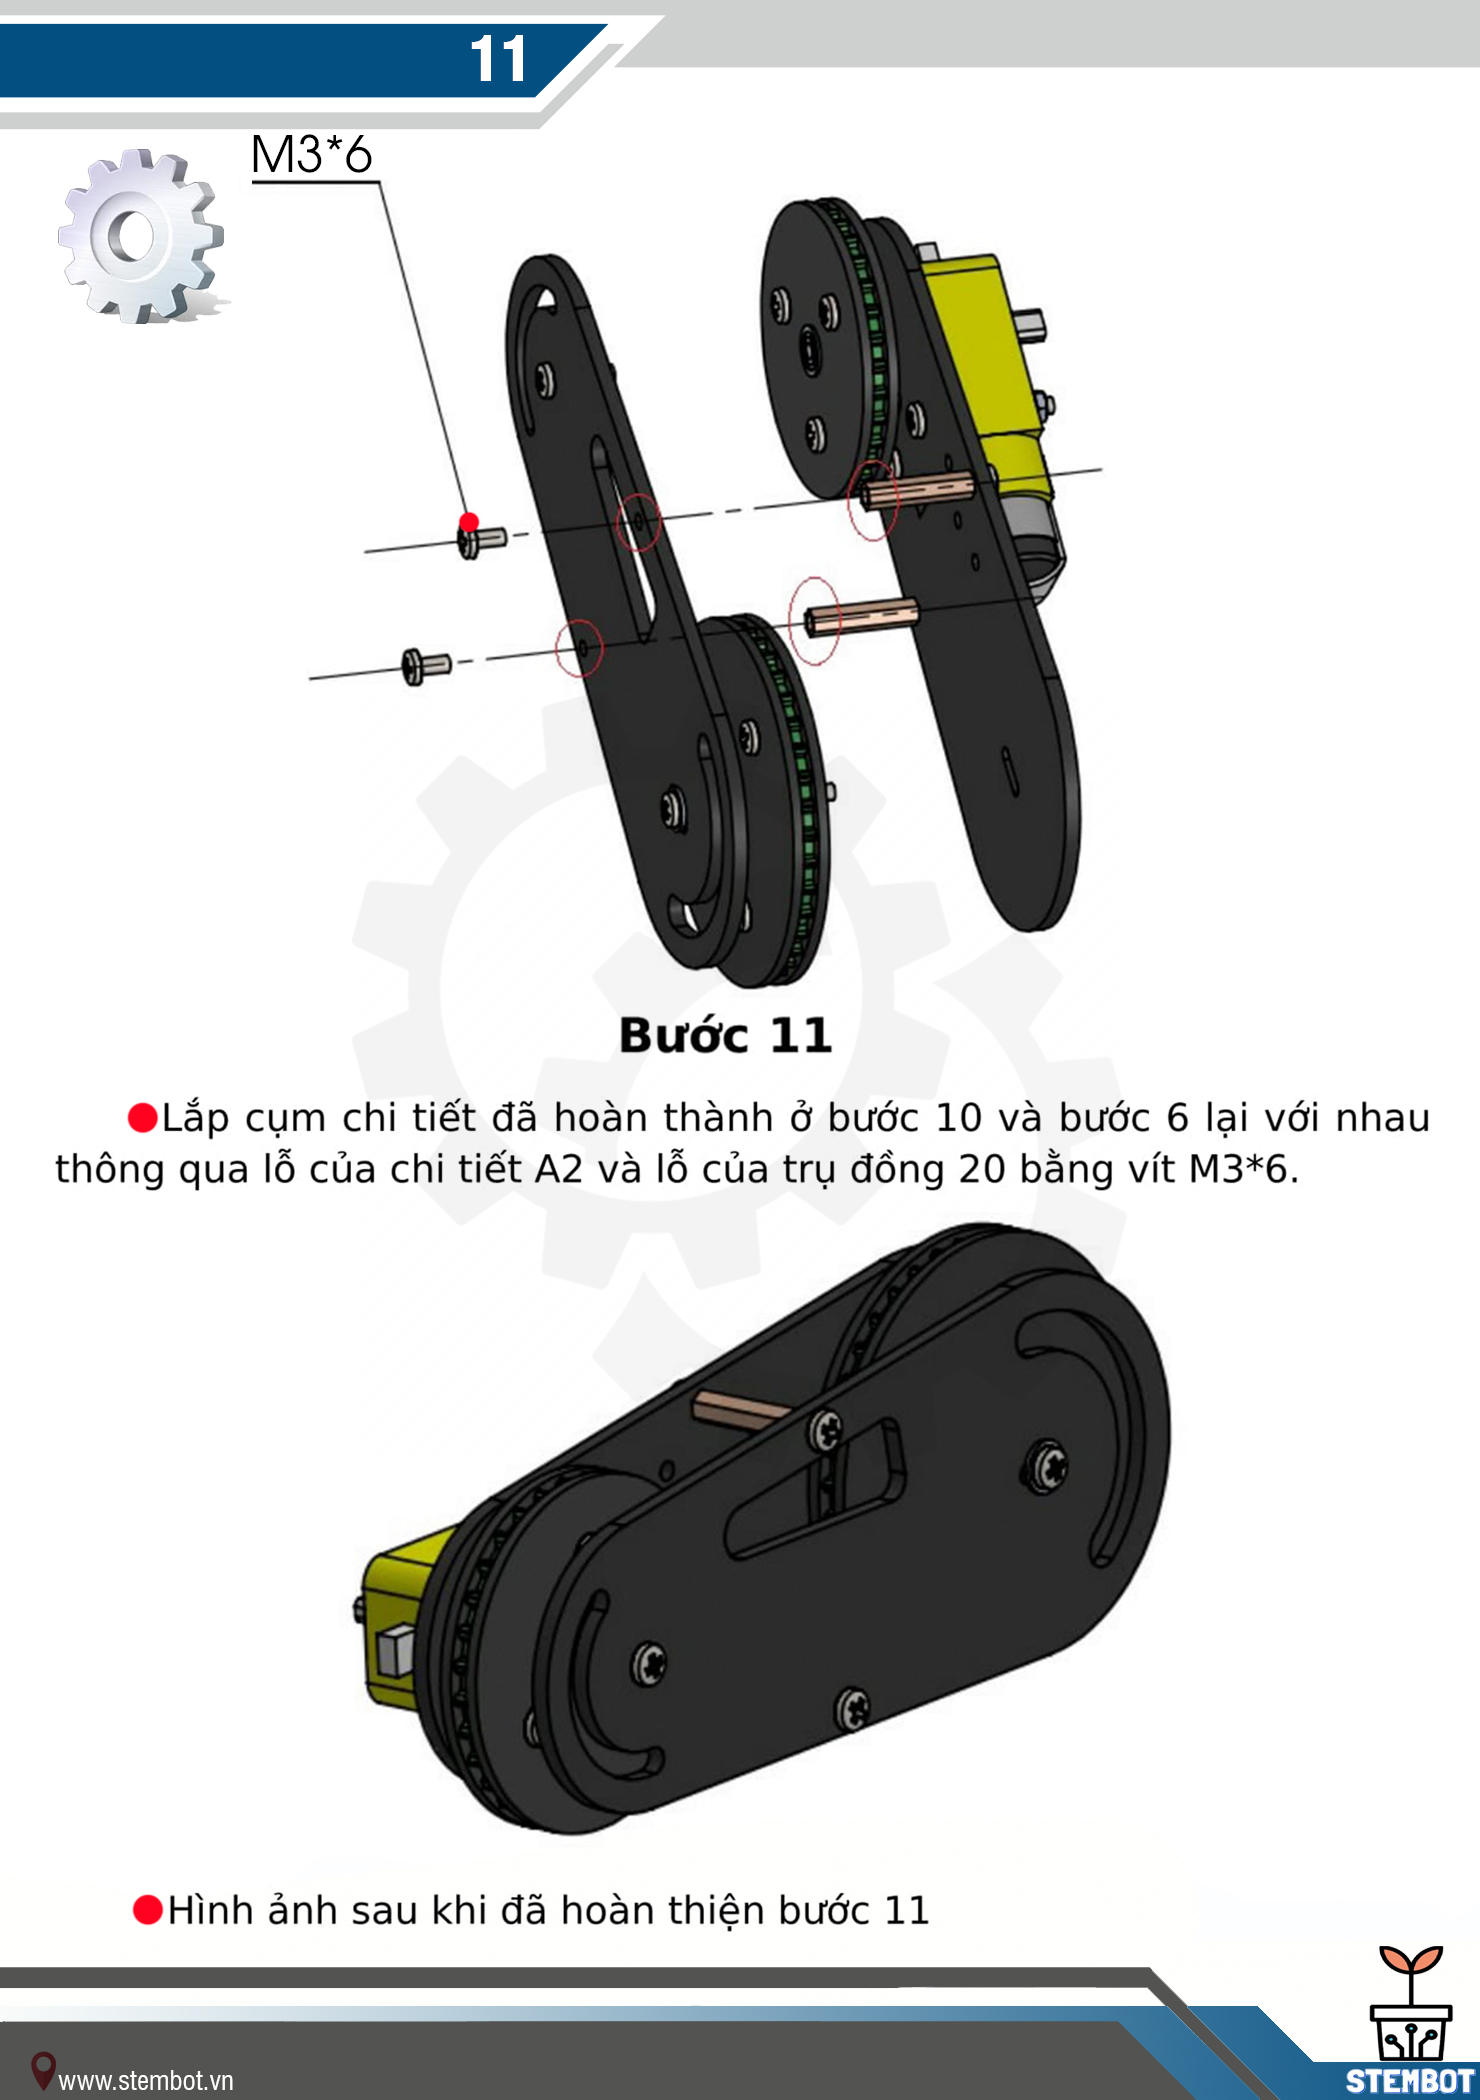 11
M3*6
Bước 11
Lắp cụm chi tiết đã hoàn thành ở bước 10 và bước 6 lại với nhau
thông qua lỗ của chi tiết A2 và lỗ của trụ đồng 20 bằng vít M3*6.
Hình ảnh sau khi đã hoàn thiện bước 11
www.stembot.vn
STEMBOT